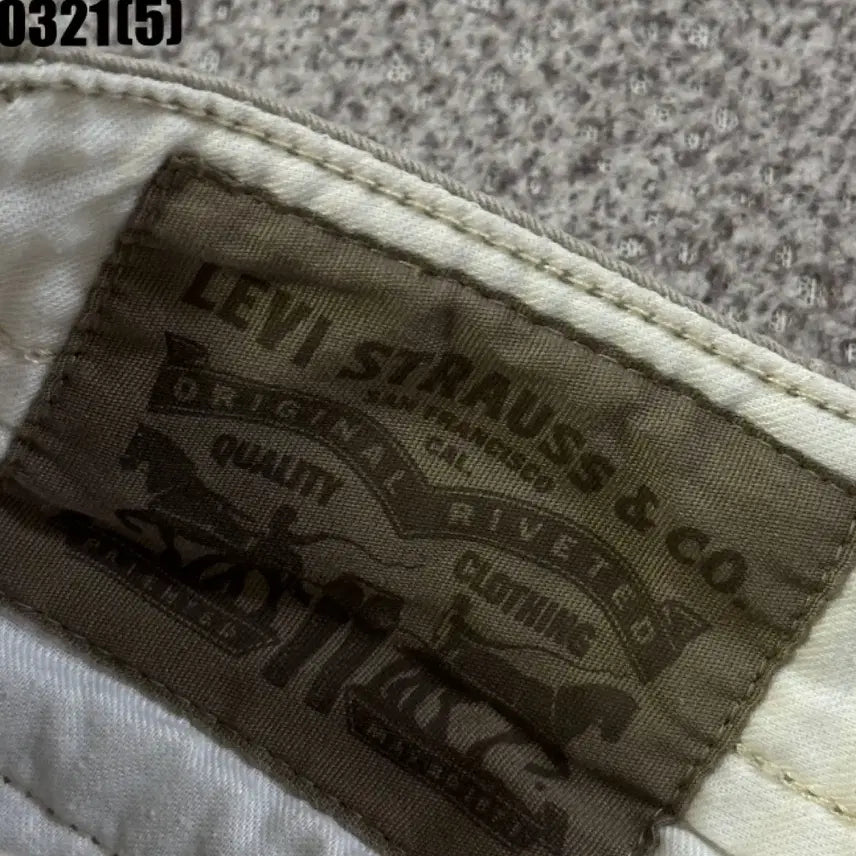 0321(5)
LEVI STRAUSS & CO.
SAN FRANCISCO
CAL.
ORIGINAL RIVETED
QUALITY
CLOTHING